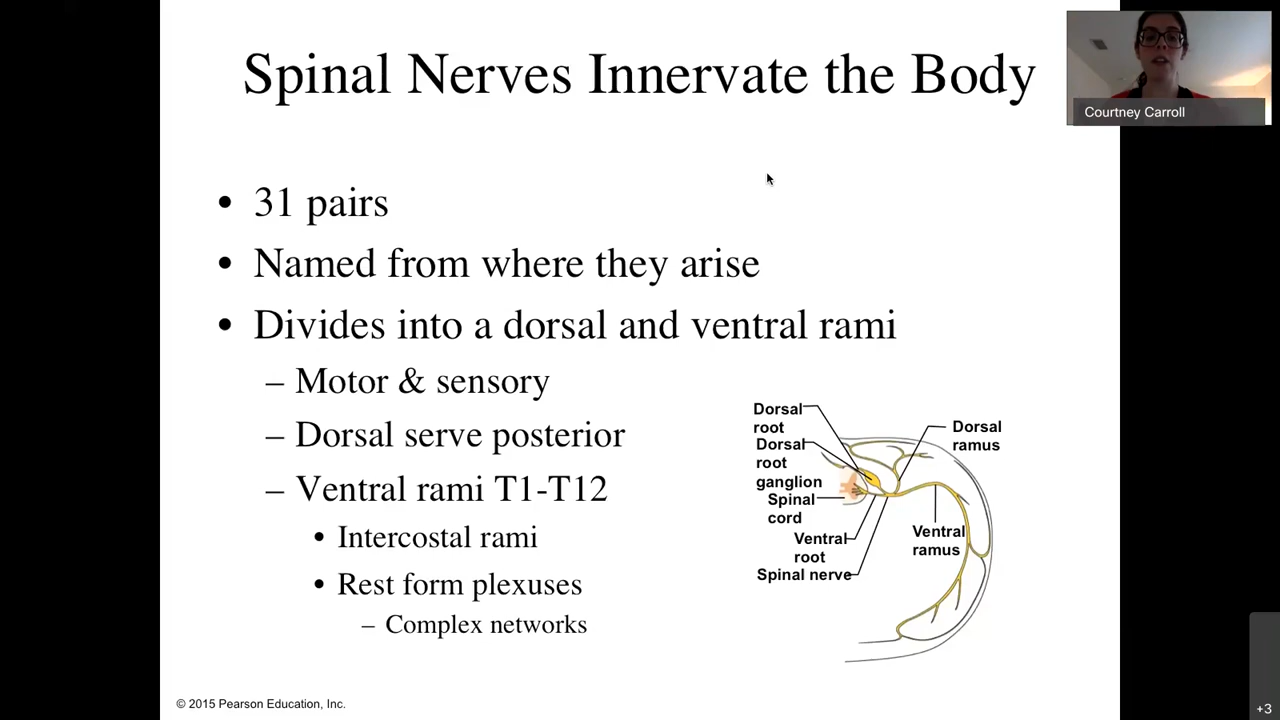 Spinal Nerves Innervate the Body
Courtney Carroll
• 31 pairs
• Named from where they arise
• Divides into a dorsal and ventral rami
– Motor & sensory
– Dorsal serve posterior
– Ventral rami T1-T12
• Intercostal rami
• Rest form plexuses
– Complex networks
Dorsal
root
Dorsal
root
ganglion
Spinal
cord
Ventral
root
Spinal nerve
Dorsal
ramus
Ventral
ramus
© 2015 Pearson Education, Inc.
+3